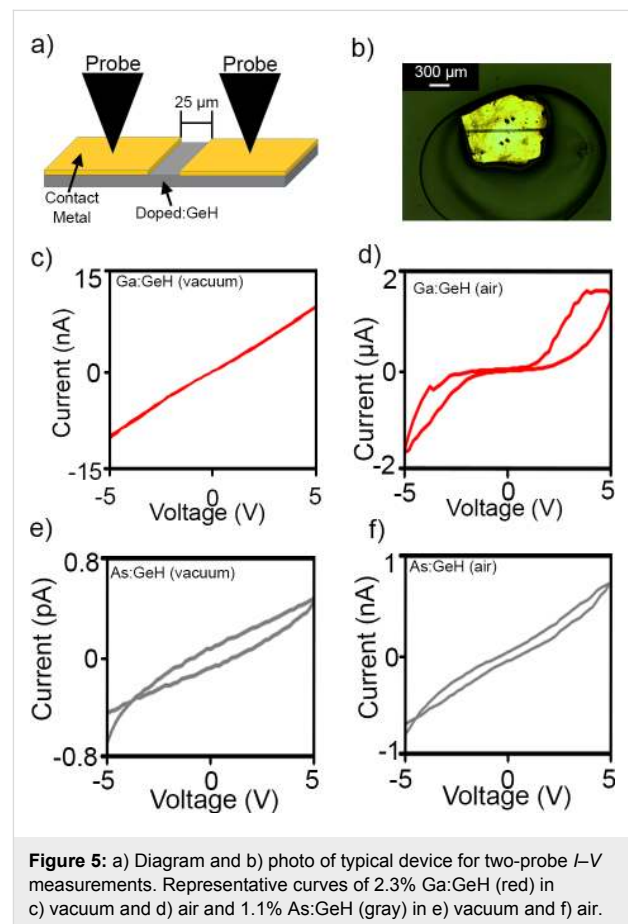 a)
Probe
Probe
25 µm
Contact
Metal
Doped:GeH
b)
300 µm
c)
15
Ga:GeH (vacuum)
Current (nA)
0
-15
-5
0
5
Voltage (V)
d)
2
Ga:GeH (air)
Current (µA)
0
-2
-5
0
5
Voltage (V)
e)
0.8
As:GeH (vacuum)
Current (pA)
0
-0.8
-5
0
5
Voltage (V)
f)
1
As:GeH (air)
Current (nA)
0
-1
-5
0
5
Voltage (V)
Figure 5: a) Diagram and b) photo of typical device for two-probe I–V
measurements. Representative curves of 2.3% Ga:GeH (red) in
c) vacuum and d) air and 1.1% As:GeH (gray) in e) vacuum and f) air.